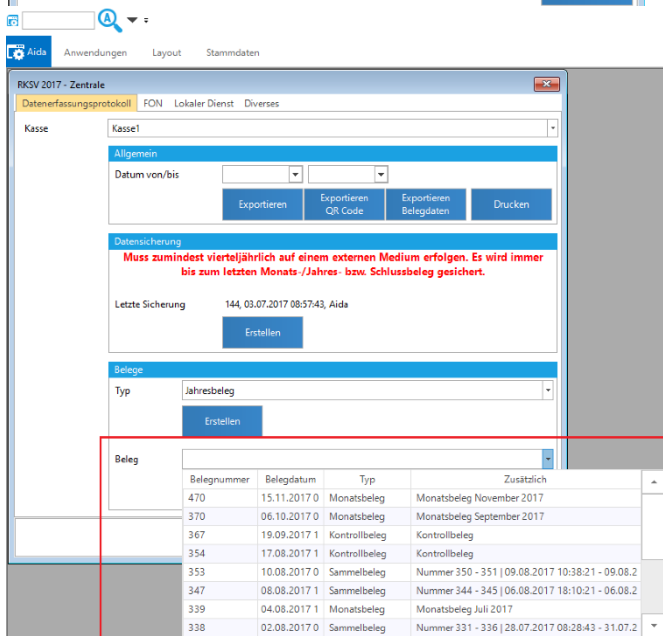 Aida Anwendungen Layout Stammdaten
RKSV 2017 - Zentrale
Datenerfassungsprotokoll FON Lokaler Dienst Diverses
Kasse Kasse1
Allgemein
Datum von/bis
Exportieren Exportieren QR Code Exportieren Belegdaten Drucken
Datensicherung
Muss zumindest vierteljährlich auf einem externen Medium erfolgen. Es wird immer
bis zum letzten Monats-/Jahres- bzw. Schlussbeleg gesichert.
Letzte Sicherung 144, 03.07.2017 08:57:43, Aida
Erstellen
Belege
Typ Jahresbeleg
Erstellen
Beleg
Belegnummer Belegdatum Typ Zusätzlich
470 15.11.2017 0 Monatsbeleg Monatsbeleg November 2017
370 06.10.2017 0 Monatsbeleg Monatsbeleg September 2017
367 19.09.2017 1 Kontrollbeleg Kontrollbeleg
354 17.08.2017 1 Kontrollbeleg Kontrollbeleg
353 10.08.2017 0 Sammelbeleg Nummer 350 - 351 | 09.08.2017 10:38:21 - 09.08.2
347 08.08.2017 1 Sammelbeleg Nummer 344 - 345 | 06.08.2017 18:10:21 - 06.08.2
339 04.08.2017 1 Monatsbeleg Monatsbeleg Juli 2017
338 02.08.2017 0 Sammelbeleg Nummer 331 - 336 | 28.07.2017 08:28:43 - 31.07.2